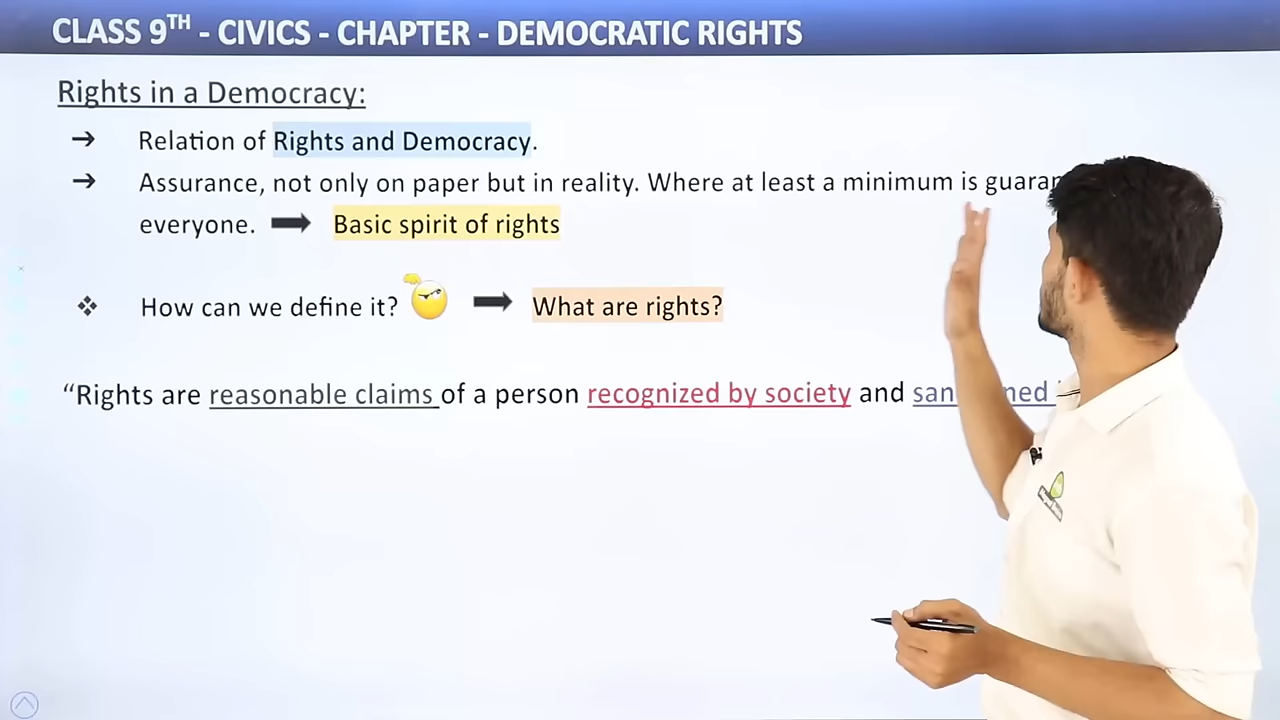 CLASS 9TH - CIVICS - CHAPTER - DEMOCRATIC RIGHTS
Rights in a Democracy:
→ Relation of Rights and Democracy.
→ Assurance, not only on paper but in reality. Where at least a minimum is
everyone. ➡ Basic spirit of rights
❖ How can we define it? ➡ What are rights?
“Rights are reasonable claims of a person recognized by society and